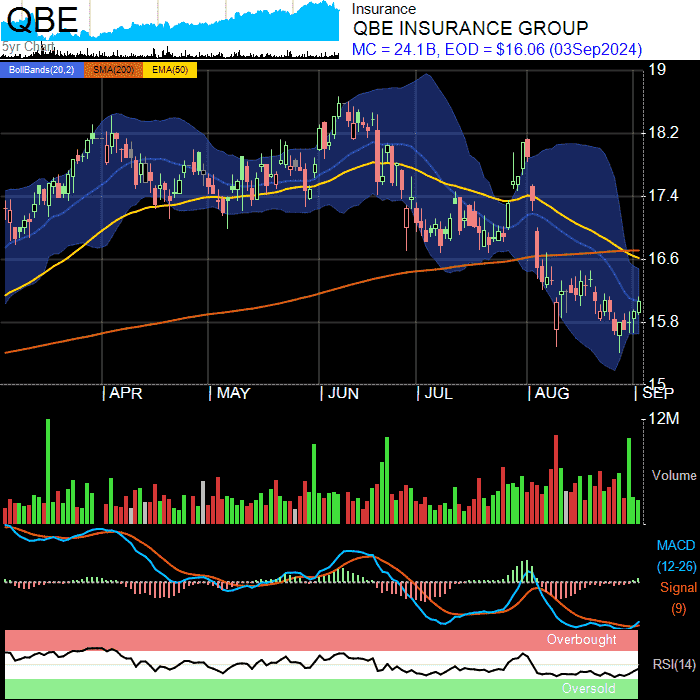 QBE
5yr Chart
Insurance
QBE INSURANCE GROUP
MC = 24.1B, EOD = $16.06 (03Sep2024)
BollBands(20,2) SMA(200) EMA(50)
19
18.2
17.4
16.6
15.8
15
APR MAY JUN JUL AUG SEP
12M
Volume
MACD
(12-26)
Signal
(9)
Overbought
RSI(14)
Oversold